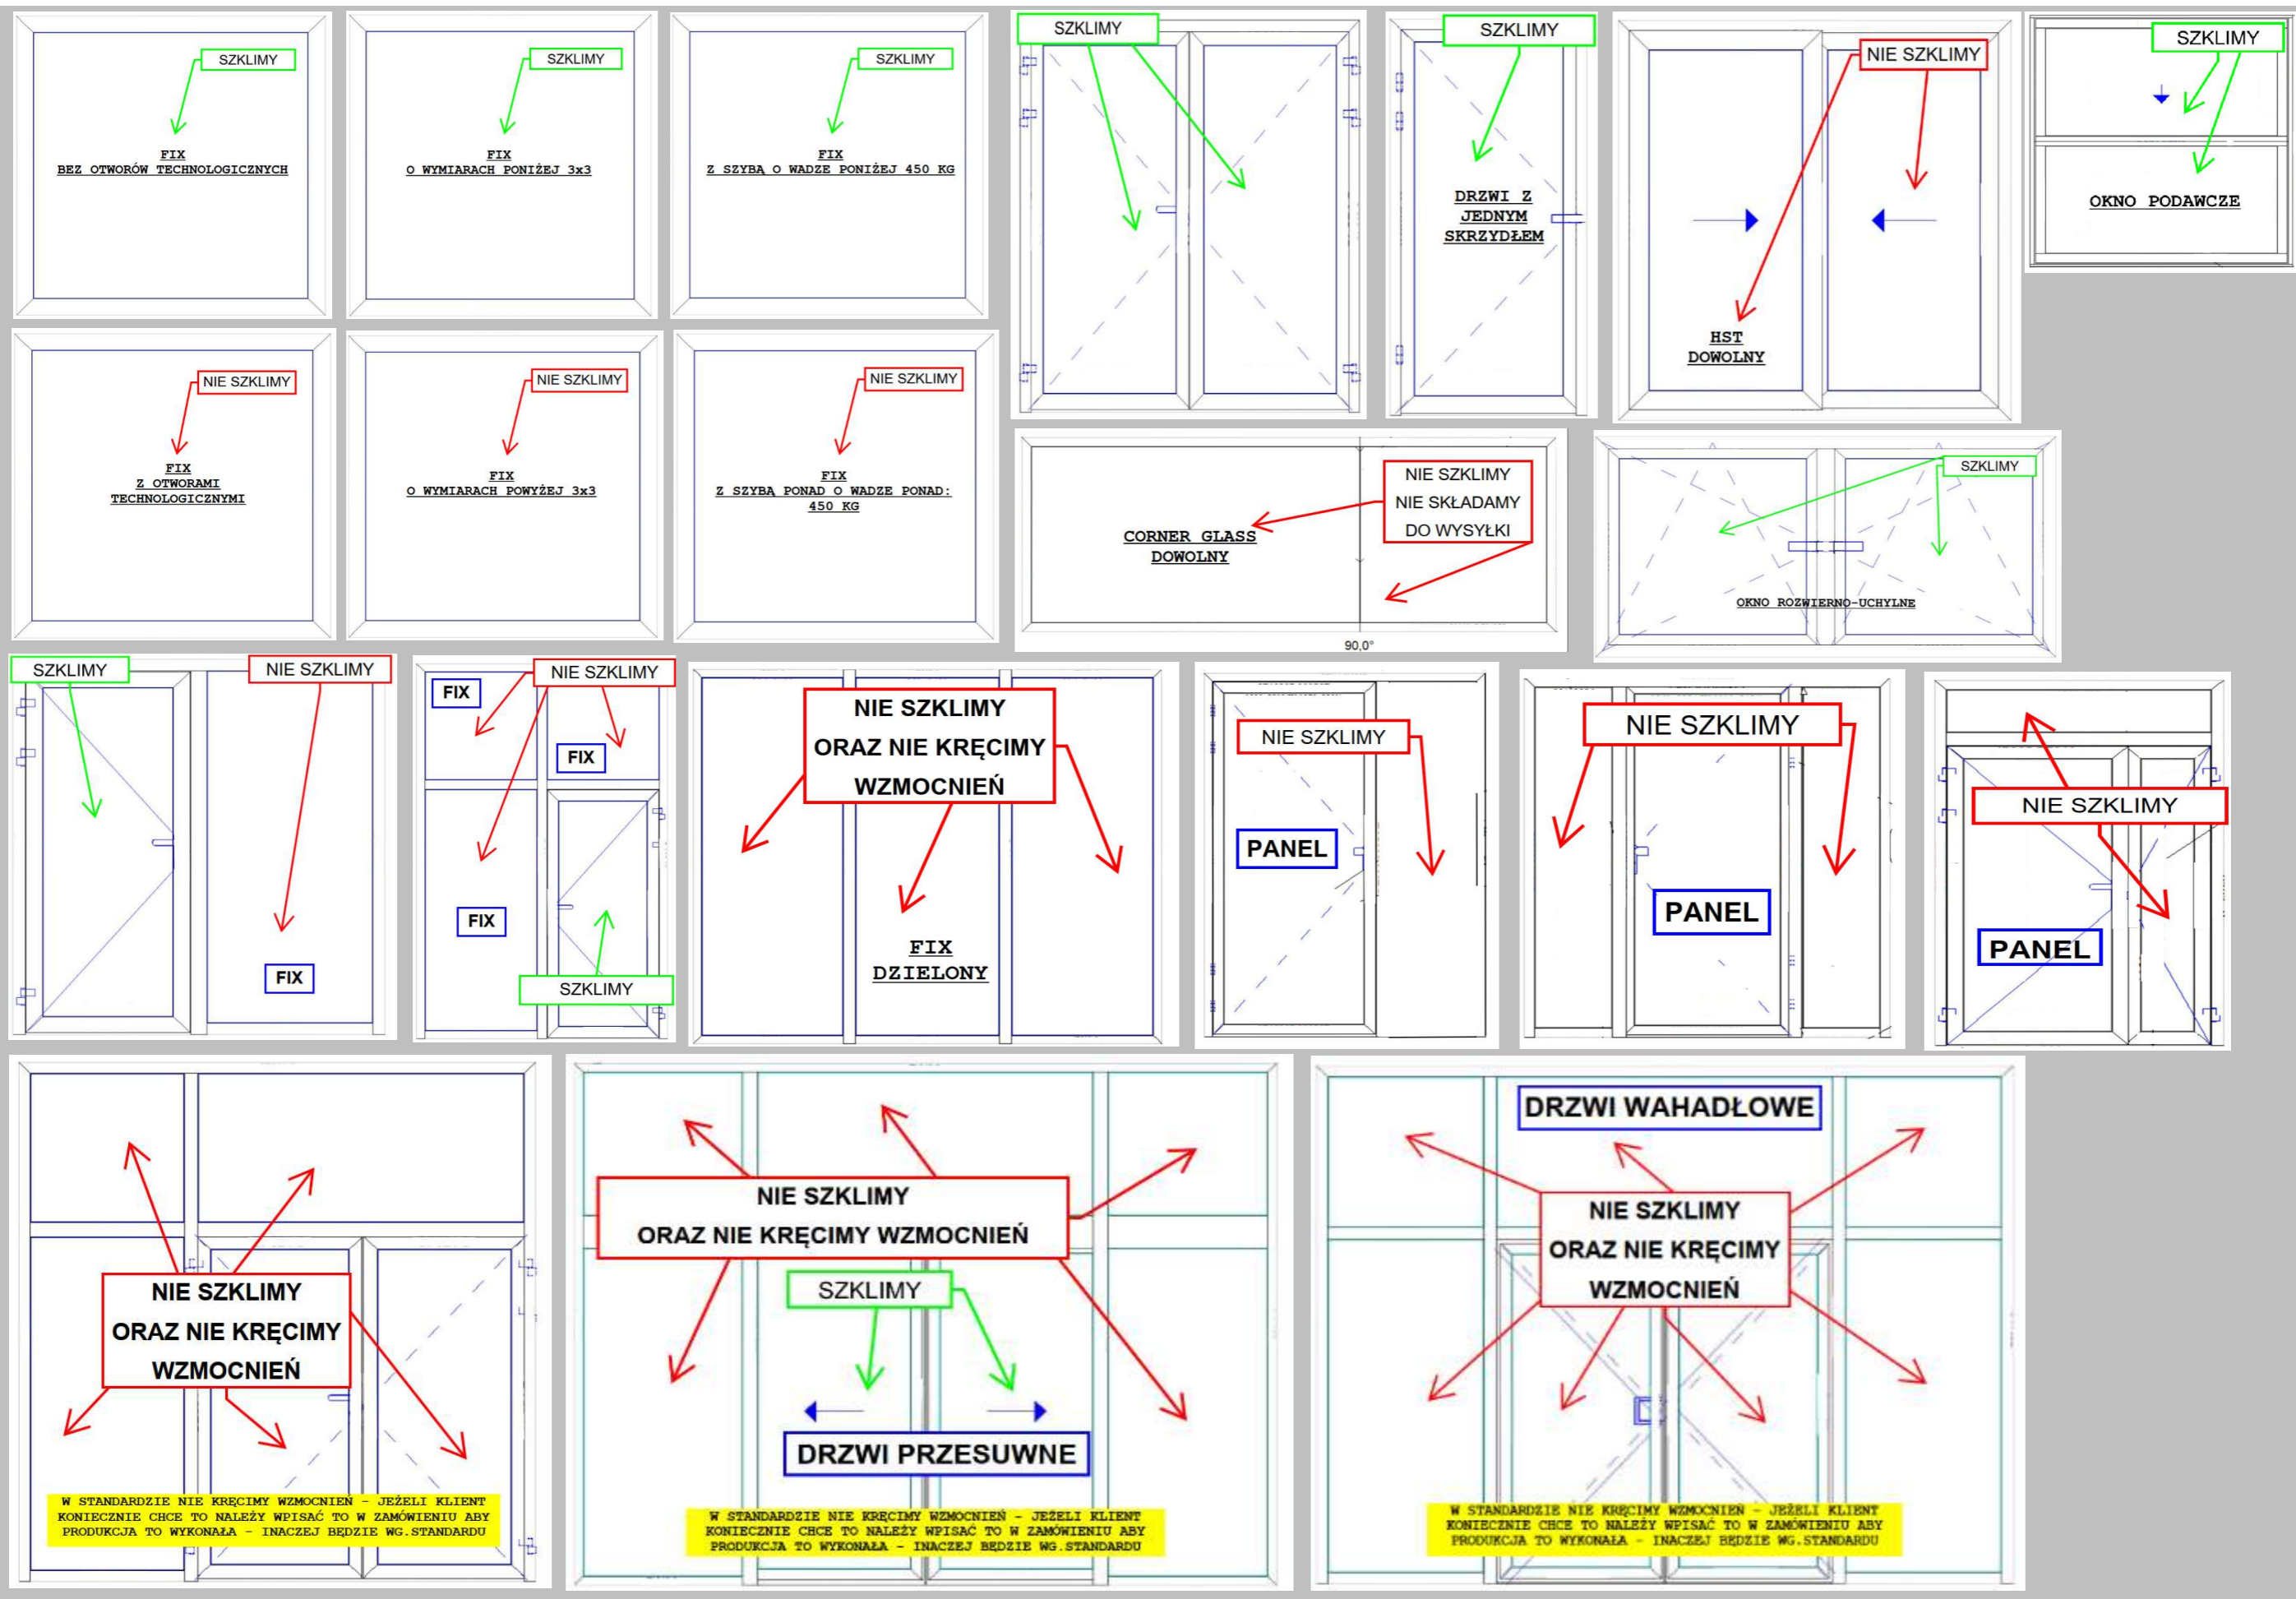 SZKLIMY
FIX
BEZ OTWORÓW TECHNOLOGICZNYCH
SZKLIMY
FIX
O WYMIARACH PONIŻEJ 3x3
SZKLIMY
FIX
Z SZYBĄ O WADZE PONIŻEJ 450 KG
SZKLIMY
SZKLIMY
DRZWI Z
JEDNYM
SKRZYDŁEM
NIE SZKLIMY
HST
DOWOLNY
SZKLIMY
OKNO PODAWCZE
NIE SZKLIMY
FIX
Z OTWORAMI
TECHNOLOGICZNYMI
NIE SZKLIMY
FIX
O WYMIARACH POWYŻEJ 3x3
NIE SZKLIMY
FIX
Z SZYBĄ PONAD O WADZE PONAD:
450 KG
NIE SZKLIMY
NIE SKŁADAMY
DO WYSYŁKI
CORNER GLASS
DOWOLNY
90,0°
SZKLIMY
OKNO ROZWIERNO-UCHYLNE
SZKLIMY
NIE SZKLIMY
FIX
NIE SZKLIMY
FIX
FIX
FIX
SZKLIMY
NIE SZKLIMY
ORAZ NIE KRĘCIMY
WZMOCNIEŃ
FIX
DZIELONY
NIE SZKLIMY
PANEL
NIE SZKLIMY
PANEL
NIE SZKLIMY
PANEL
NIE SZKLIMY
ORAZ NIE KRĘCIMY
WZMOCNIEŃ
W STANDARDZIE NIE KRĘCIMY WZMOCNIEŃ - JEŻELI KLIENT
KONIECZNIE CHCE TO NALEŻY WPISAĆ TO W ZAMÓWIENIU ABY
PRODUKCJA TO WYKONAŁA - INACZEJ BĘDZIE WG.STANDARDU
NIE SZKLIMY
ORAZ NIE KRĘCIMY WZMOCNIEŃ
SZKLIMY
DRZWI PRZESUWNE
W STANDARDZIE NIE KRĘCIMY WZMOCNIEŃ - JEŻELI KLIENT
KONIECZNIE CHCE TO NALEŻY WPISAĆ TO W ZAMÓWIENIU ABY
PRODUKCJA TO WYKONAŁA - INACZEJ BĘDZIE WG.STANDARDU
DRZWI WAHADŁOWE
NIE SZKLIMY
ORAZ NIE KRĘCIMY
WZMOCNIEŃ
W STANDARDZIE NIE KRĘCIMY WZMOCNIEŃ - JEŻELI KLIENT
KONIECZNIE CHCE TO NALEŻY WPISAĆ TO W ZAMÓWIENIU ABY
PRODUKCJA TO WYKONAŁA - INACZEJ BĘDZIE WG.STANDARDU